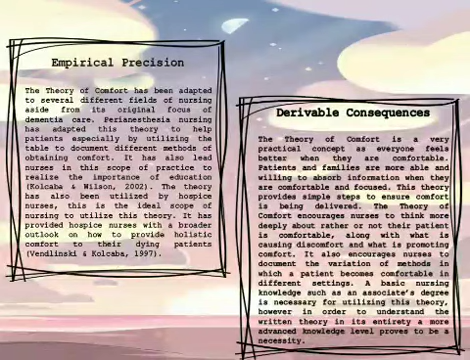 Empirical Precision
The Theory of Comfort has been adapted
to several different fields of nursing
aside from its original focus of
dementia care. Perianesthesia nursing
has adapted this theory to help
patients especially by utilizing the
table to document different methods of
obtaining comfort. It has also lead
nurses in this scope of practice to
realize the importance of education
(Kolcaba & Wilson, 2002). The theory
has also been utilized by hospice
nurses, this is the ideal scope of
nursing to utilize this theory. It has
provided hospice nurses with a broader
outlook on how to provide holistic
comfort to their dying patients
(Vendlinski & Kolcaba, 1997).
Derivable Consequences
The Theory of Comfort is a very
practical concept as everyone feels
better when they are comfortable.
Patients and families are more able and
willing to absorb information when they
are comfortable and focused. This theory
provides simple steps to ensure comfort
is being delivered. The Theory of
Comfort encourages nurses to think more
deeply about rather or not their patient
is comfortable, along with what is
causing discomfort and what is promoting
comfort. It also encourages nurses to
document the variation of methods in
which a patient becomes comfortable in
different settings. A basic nursing
knowledge such as an associate's degree
is necessary for utilizing this theory,
however in order to understand the
written theory in its entirety a more
advanced knowledge level proves to be a
necessity.